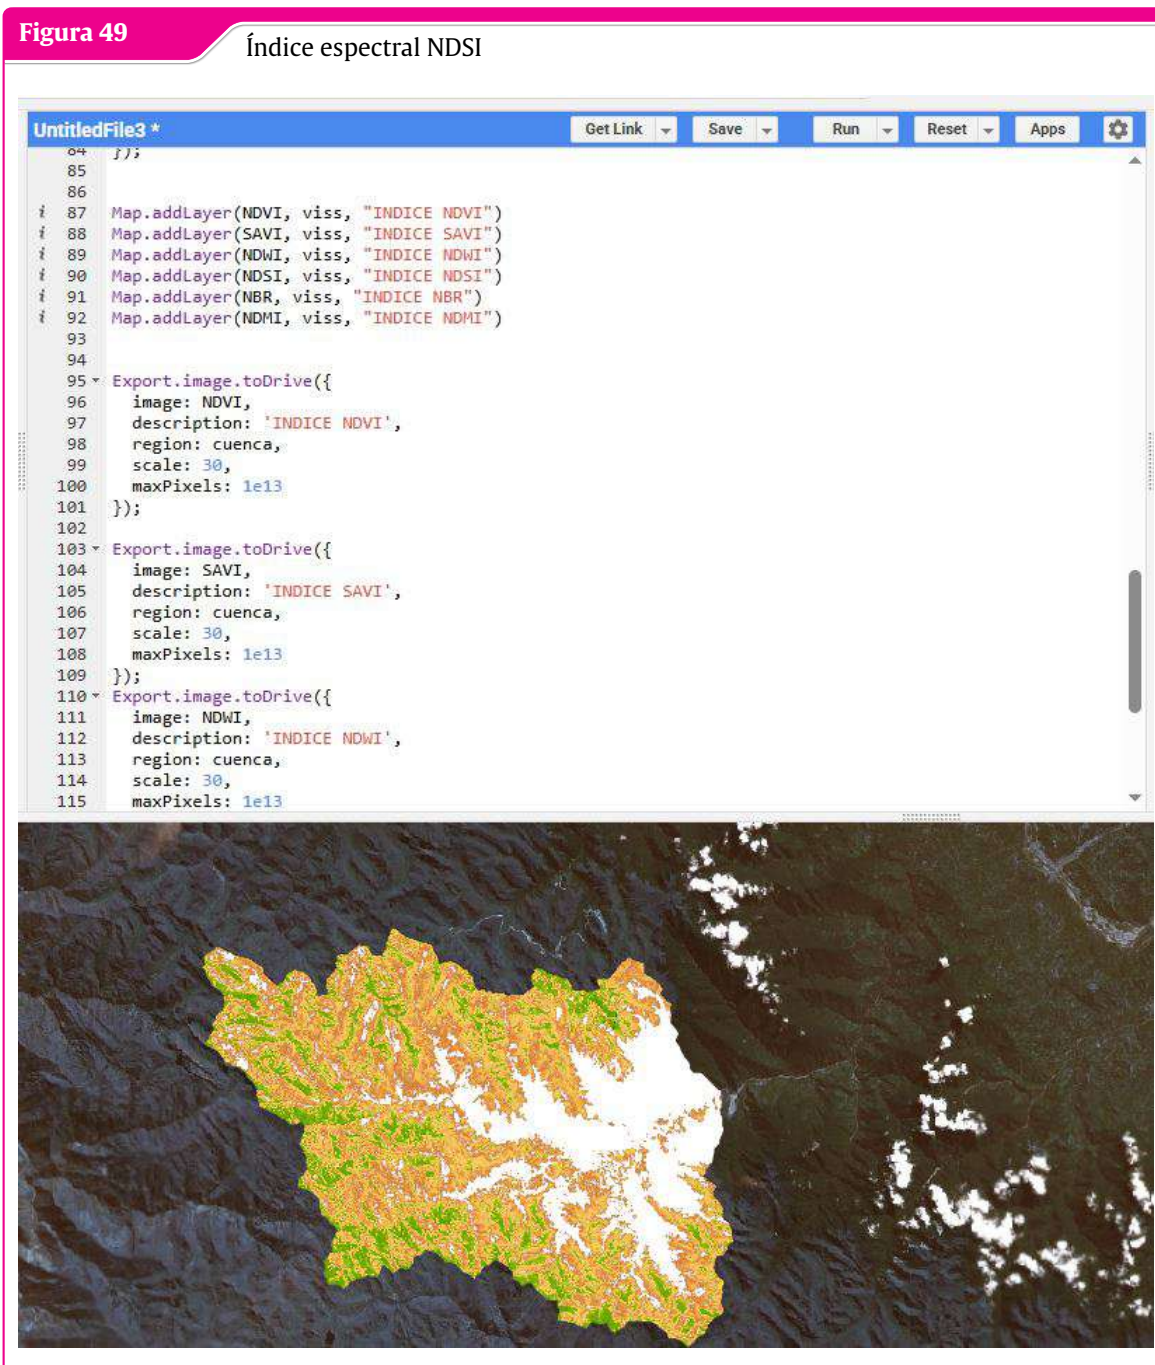 Figura 49
Índice espectral NDSI
UntitledFile3 *
Get Link Save Run Reset Apps
84 });
85
86
i 87 Map.addLayer(NDVI, viss, "INDICE NDVI")
i 88 Map.addLayer(SAVI, viss, "INDICE SAVI")
i 89 Map.addLayer(NDWI, viss, "INDICE NDWI")
i 90 Map.addLayer(NDSI, viss, "INDICE NDSI")
i 91 Map.addLayer(NBR, viss, "INDICE NBR")
i 92 Map.addLayer(NDMI, viss, "INDICE NDMI")
93
94
95 Export.image.toDrive({
96 image: NDVI,
97 description: 'INDICE NDVI',
98 region: cuenca,
99 scale: 30,
100 maxPixels: 1e13
101 });
102
103 Export.image.toDrive({
104 image: SAVI,
105 description: 'INDICE SAVI',
106 region: cuenca,
107 scale: 30,
108 maxPixels: 1e13
109 });
110 Export.image.toDrive({
111 image: NDWI,
112 description: 'INDICE NDWI',
113 region: cuenca,
114 scale: 30,
115 maxPixels: 1e13